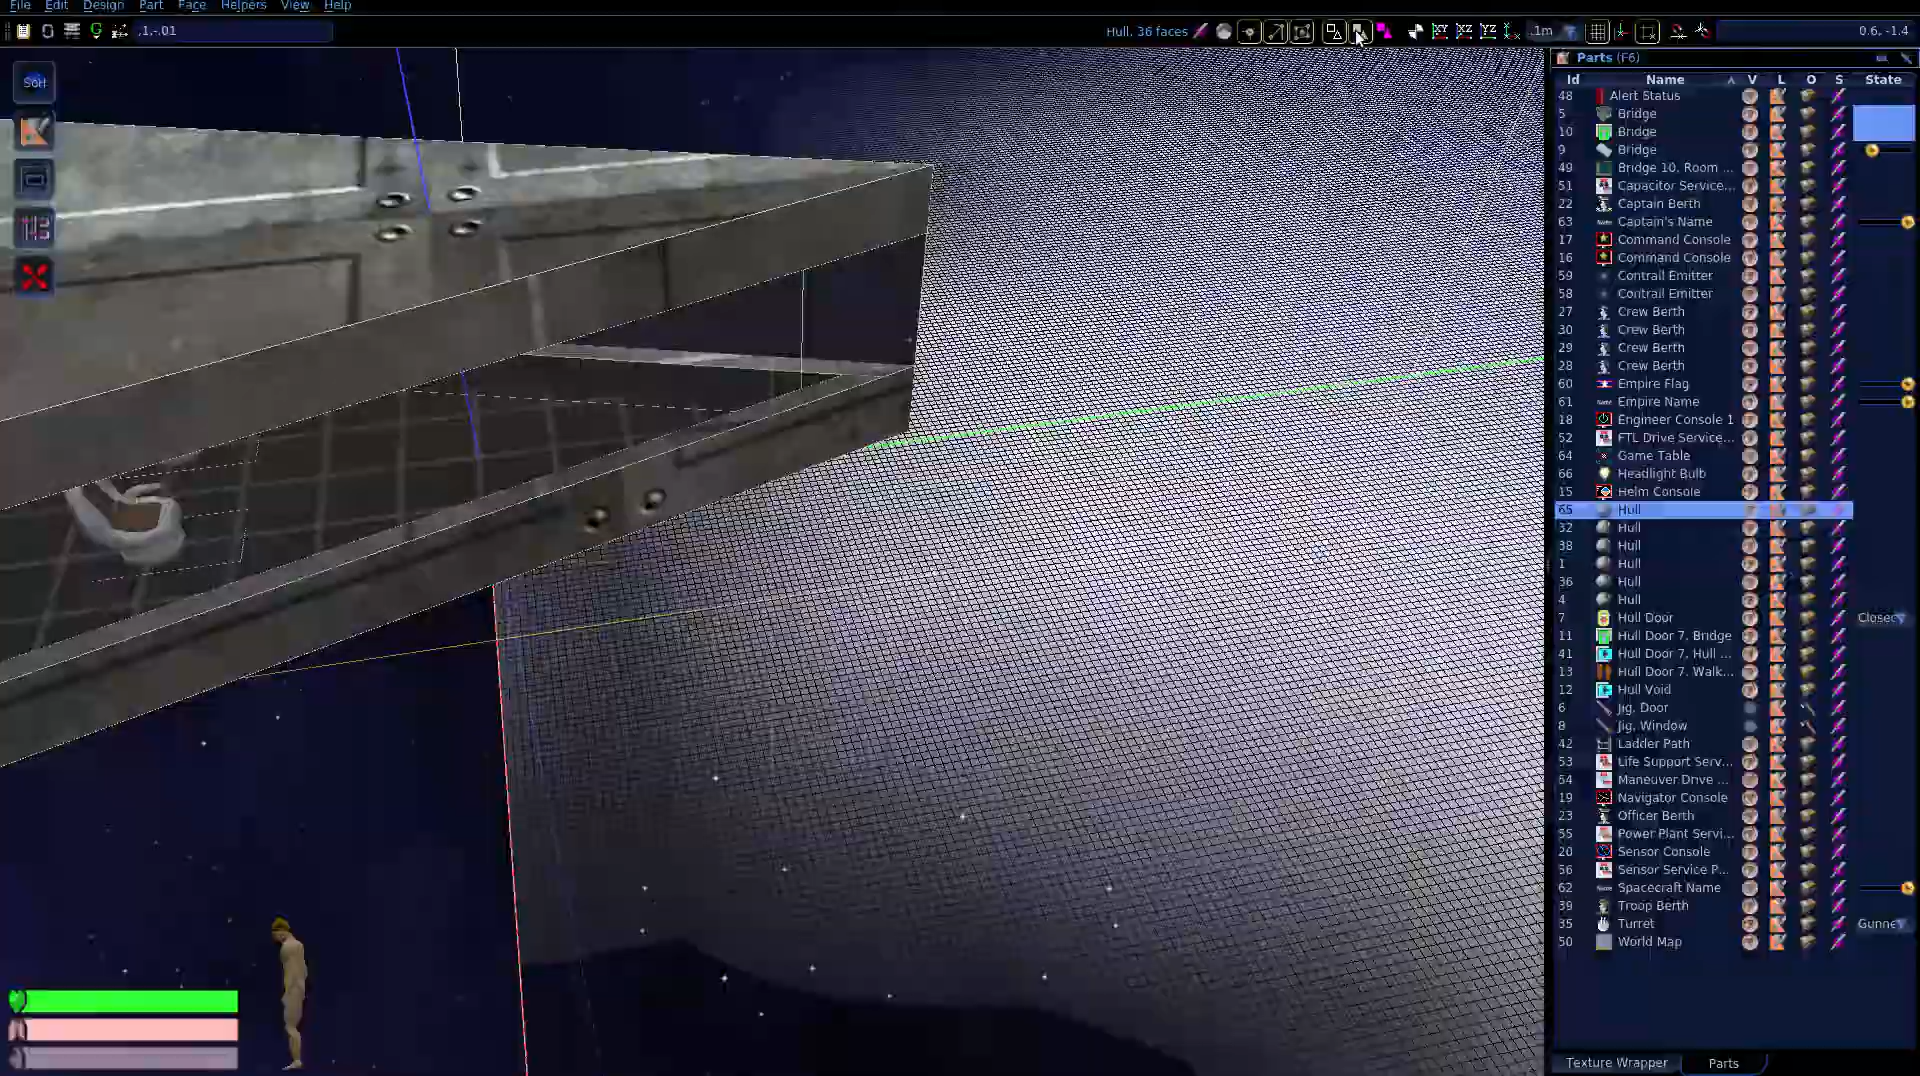 File Edit Design Part Face Helpers View Help
,1,-.01
Hull, 36 faces
XY XZ YZ
.1m
0.6, -1.4
Sort
Parts (F6)
Id Name V L O S State
48 Alert Status
5 Bridge
10 Bridge
9 Bridge
49 Bridge 10, Room ...
51 Capacitor Service...
22 Captain Berth
63 Captain's Name
17 Command Console
16 Command Console
59 Contrail Emitter
58 Contrail Emitter
27 Crew Berth
30 Crew Berth
29 Crew Berth
28 Crew Berth
60 Empire Flag
61 Empire Name
18 Engineer Console 1
52 FTL Drive Service...
64 Game Table
66 Headlight Bulb
15 Helm Console
65 Hull
32 Hull
38 Hull
1 Hull
36 Hull
4 Hull
7 Hull Door
11 Hull Door 7, Bridge
41 Hull Door 7, Hull ...
13 Hull Door 7, Walk...
12 Hull Void
6 Jig, Door
8 Jig, Window
42 Ladder Path
53 Life Support Serv...
54 Maneuver Drive ...
19 Navigator Console
23 Officer Berth
55 Power Plant Servi...
20 Sensor Console
56 Sensor Service P...
62 Spacecraft Name
39 Troop Berth
35 Turret
50 World Map
Texture Wrapper Parts